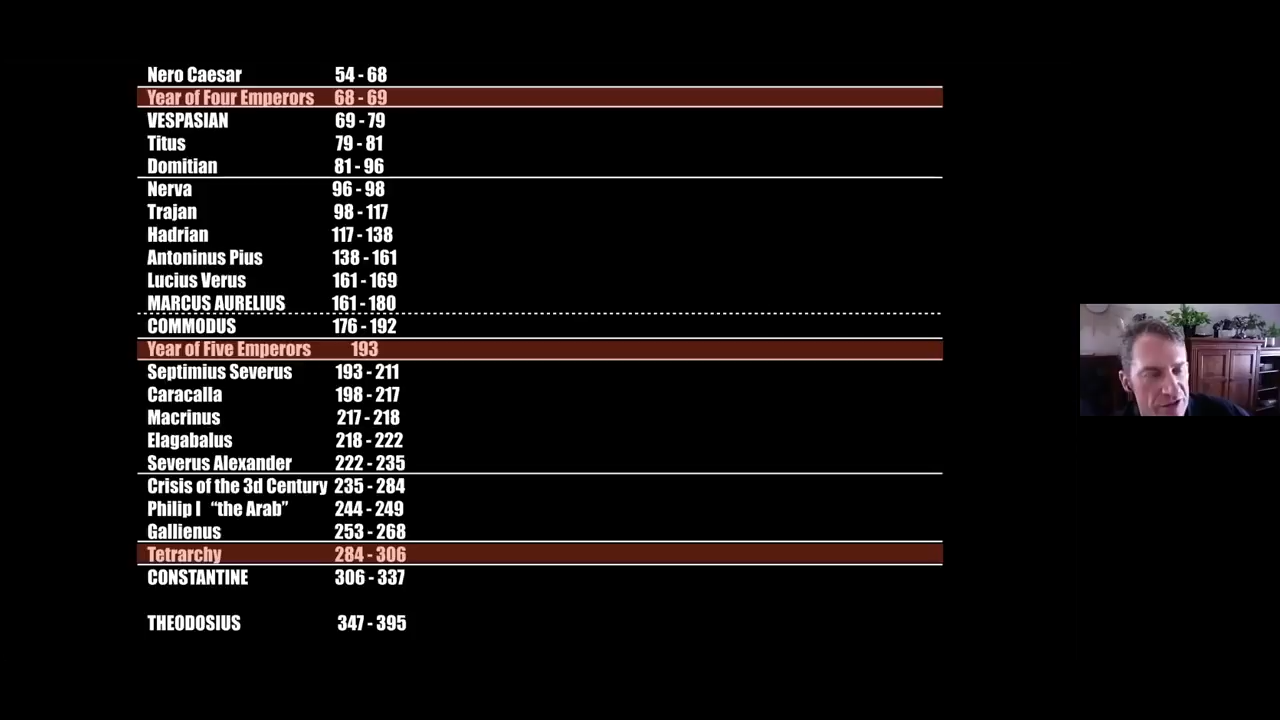 Nero Caesar 54 - 68
Year of Four Emperors 68 - 69
VESPASIAN 69 - 79
Titus 79 - 81
Domitian 81 - 96
Nerva 96 - 98
Trajan 98 - 117
Hadrian 117 - 138
Antoninus Pius 138 - 161
Lucius Verus 161 - 169
MARCUS AURELIUS 161 - 180
COMMODUS 176 - 192
Year of Five Emperors 193
Septimius Severus 193 - 211
Caracalla 198 - 217
Macrinus 217 - 218
Elagabalus 218 - 222
Severus Alexander 222 - 235
Crisis of the 3d Century 235 - 284
Philip I “the Arab” 244 - 249
Gallienus 253 - 268
Tetrarchy 284 - 306
CONSTANTINE 306 - 337
THEODOSIUS 347 - 395